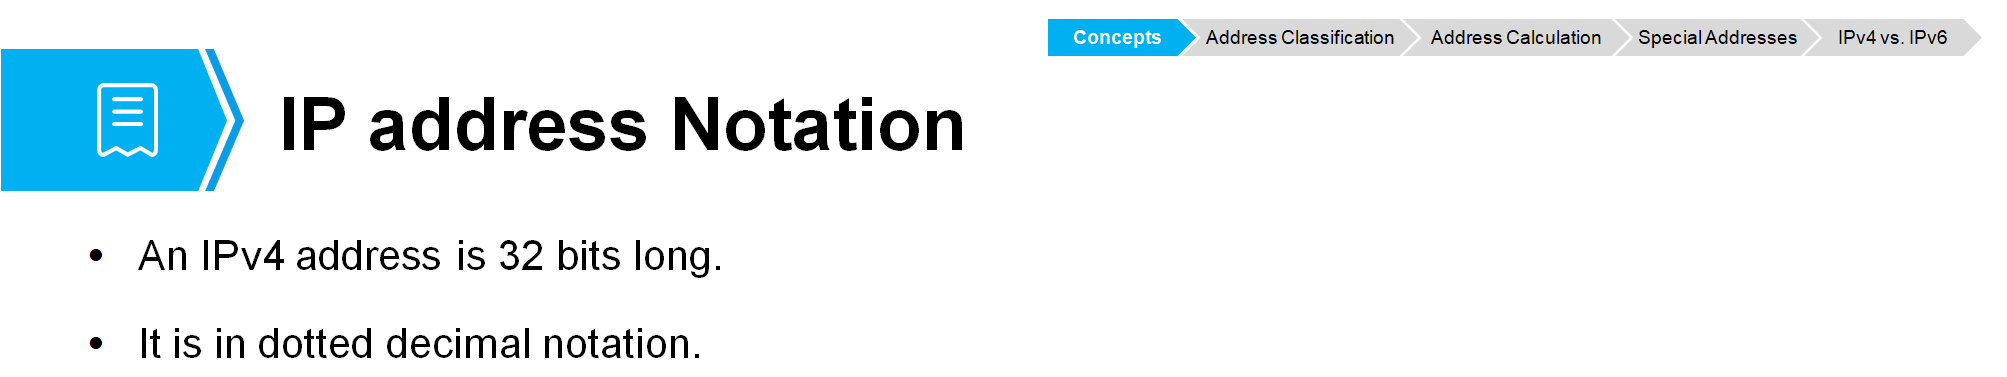 Concepts Address Classification Address Calculation Special Addresses IPv4 vs. IPv6
IP address Notation
• An IPv4 address is 32 bits long.
• It is in dotted decimal notation.